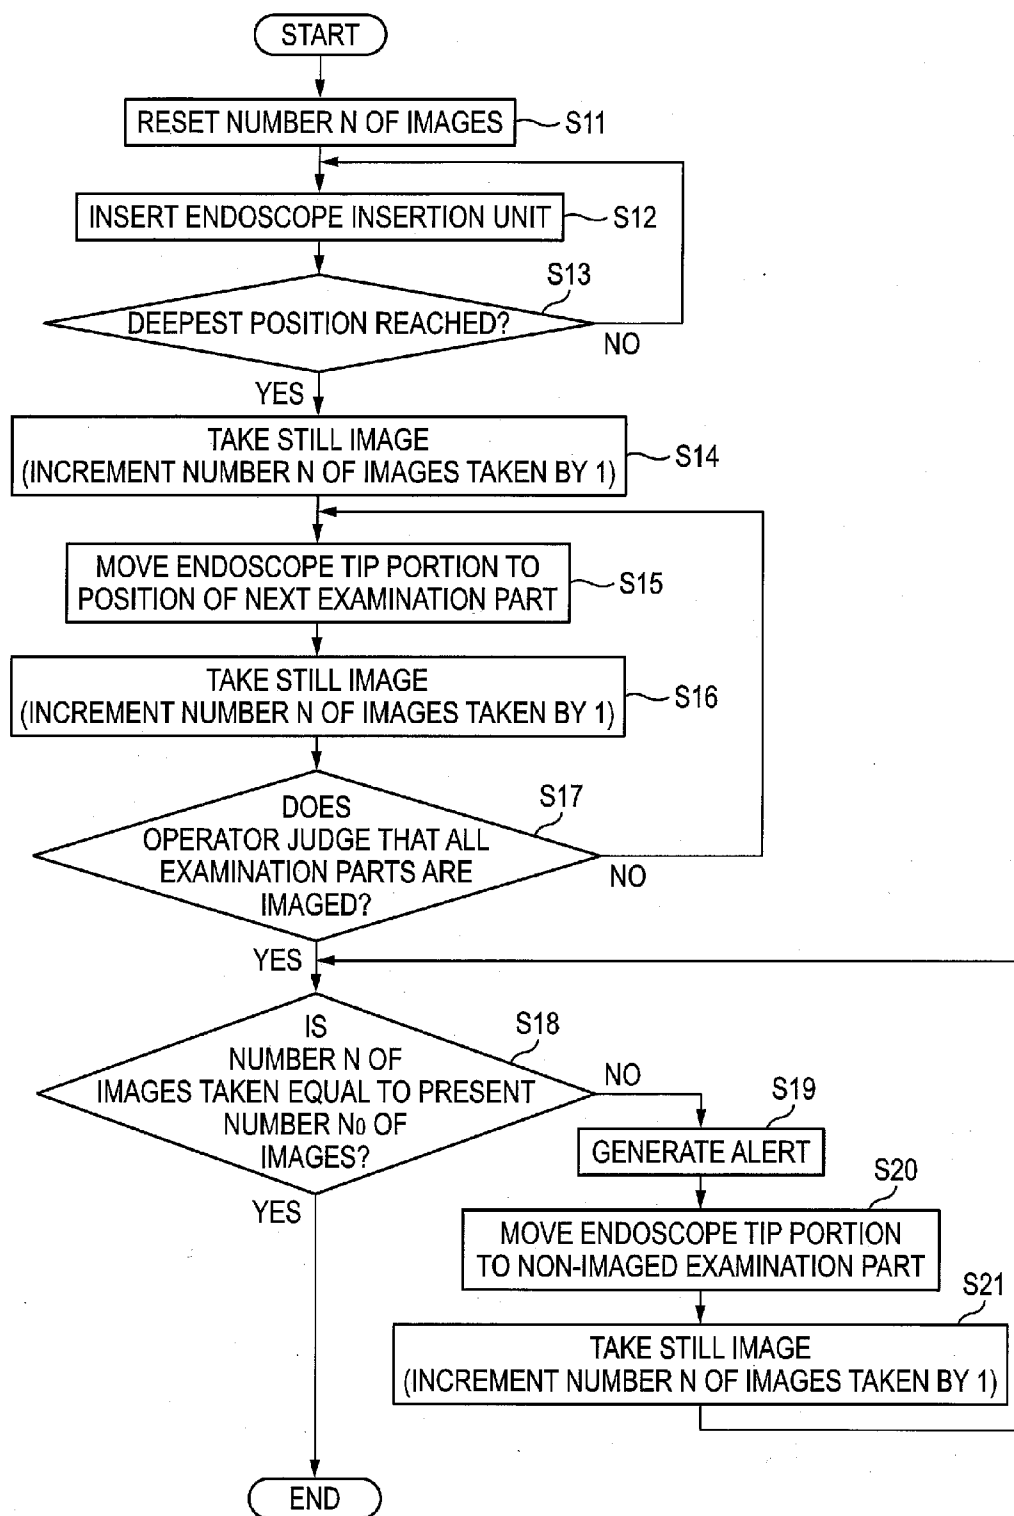 START
RESET NUMBER N OF IMAGES
S11
INSERT ENDOSCOPE INSERTION UNIT
S12
S13
DEEPEST POSITION REACHED?
NO
YES
TAKE STILL IMAGE
(INCREMENT NUMBER N OF IMAGES TAKEN BY 1)
S14
MOVE ENDOSCOPE TIP PORTION TO
POSITION OF NEXT EXAMINATION PART
S15
TAKE STILL IMAGE
(INCREMENT NUMBER N OF IMAGES TAKEN BY 1)
S16
S17
DOES
OPERATOR JUDGE THAT ALL
EXAMINATION PARTS ARE
IMAGED?
NO
YES
S18
IS
NUMBER N OF
IMAGES TAKEN EQUAL TO PRESENT
NUMBER N0 OF
IMAGES?
NO
YES
S19
GENERATE ALERT
S20
MOVE ENDOSCOPE TIP PORTION
TO NON-IMAGED EXAMINATION PART
S21
TAKE STILL IMAGE
(INCREMENT NUMBER N OF IMAGES TAKEN BY 1)
END